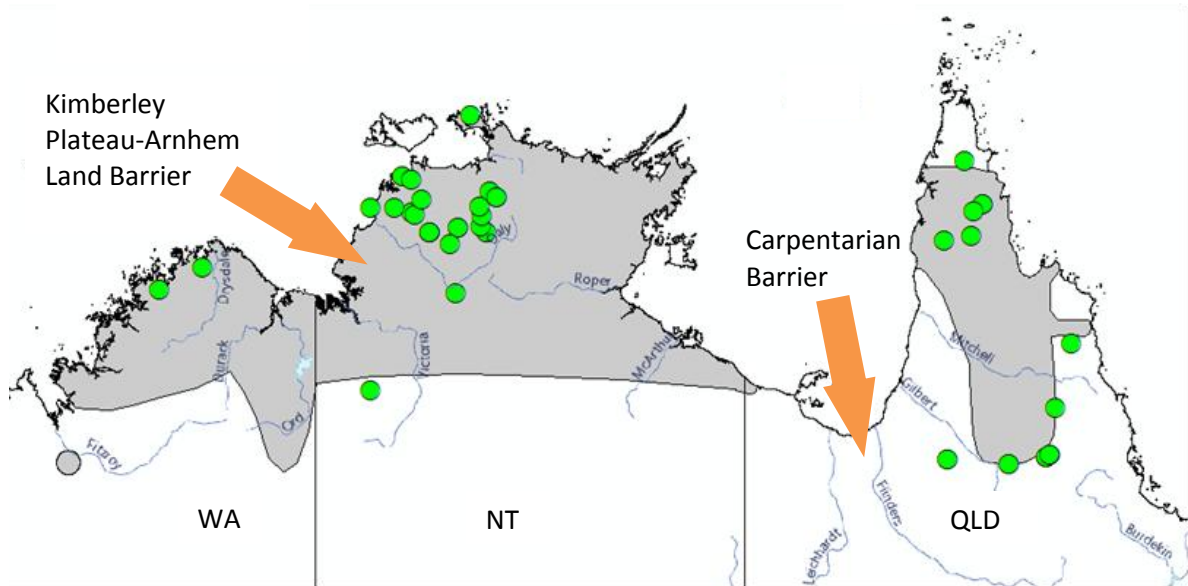 Kimberley
Plateau-Arnhem
Land Barrier
Carpentarian
Barrier
Drysdale
Daly
Roper
Victoria
McArthur
Mitchell
Gilbert
Ord
Fitzroy
Flinders
Leichhardt
Burdekin
WA
NT
QLD